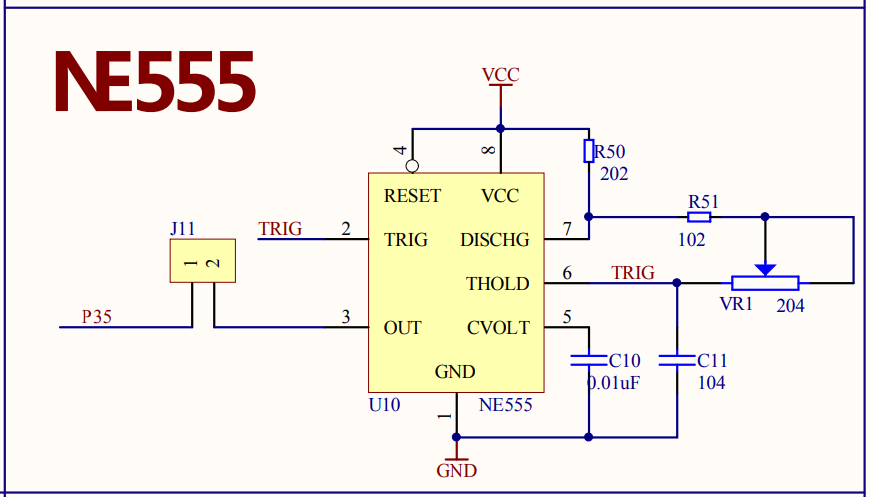 NE555
VCC
4
8
R50
202
RESET
VCC
R51
J11
TRIG
2
TRIG
DISCHG
7
102
1
2
THOLD
6
TRIG
VR1
204
P35
3
OUT
CVOLT
5
C10
0.01uF
C11
104
GND
U10
1
NE555
GND